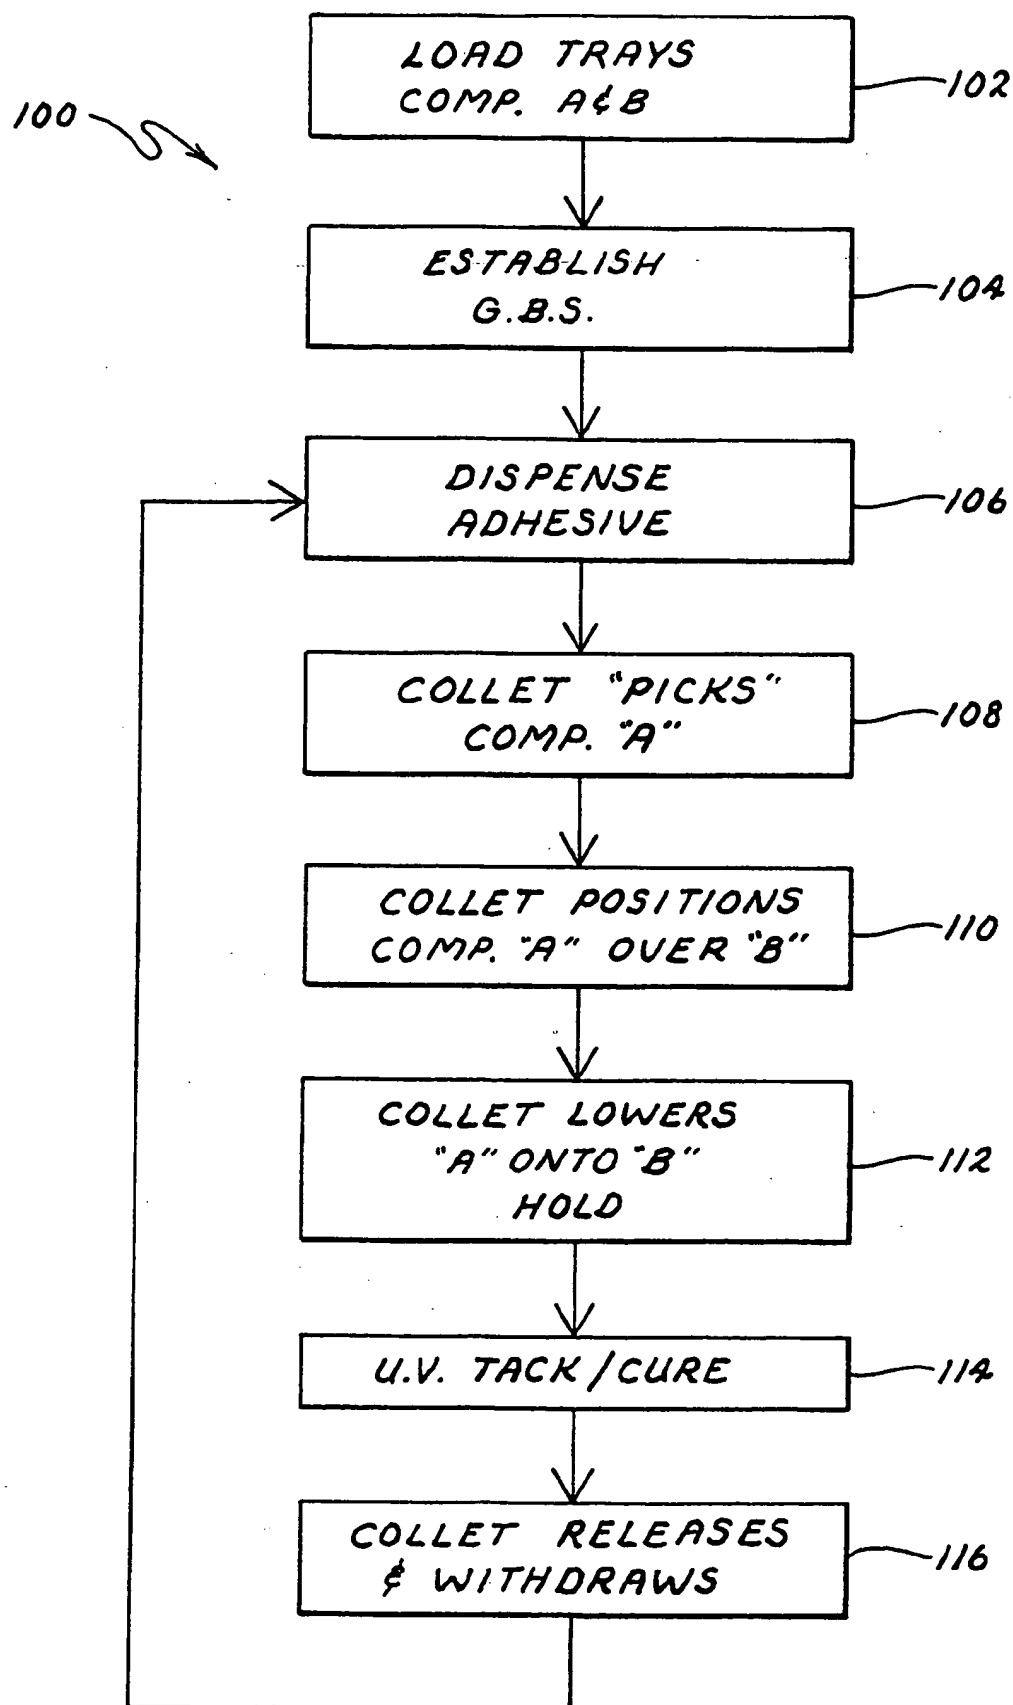 100
LOAD TRAYS
COMP. A & B
102
ESTABLISH
G.B.S.
104
DISPENSE
ADHESIVE
106
COLLET "PICKS"
COMP. "A"
108
COLLET POSITIONS
COMP. "A" OVER "B"
110
COLLET LOWERS
"A" ONTO "B"
HOLD
112
U.V. TACK/CURE
114
COLLET RELEASES
& WITHDRAWS
116